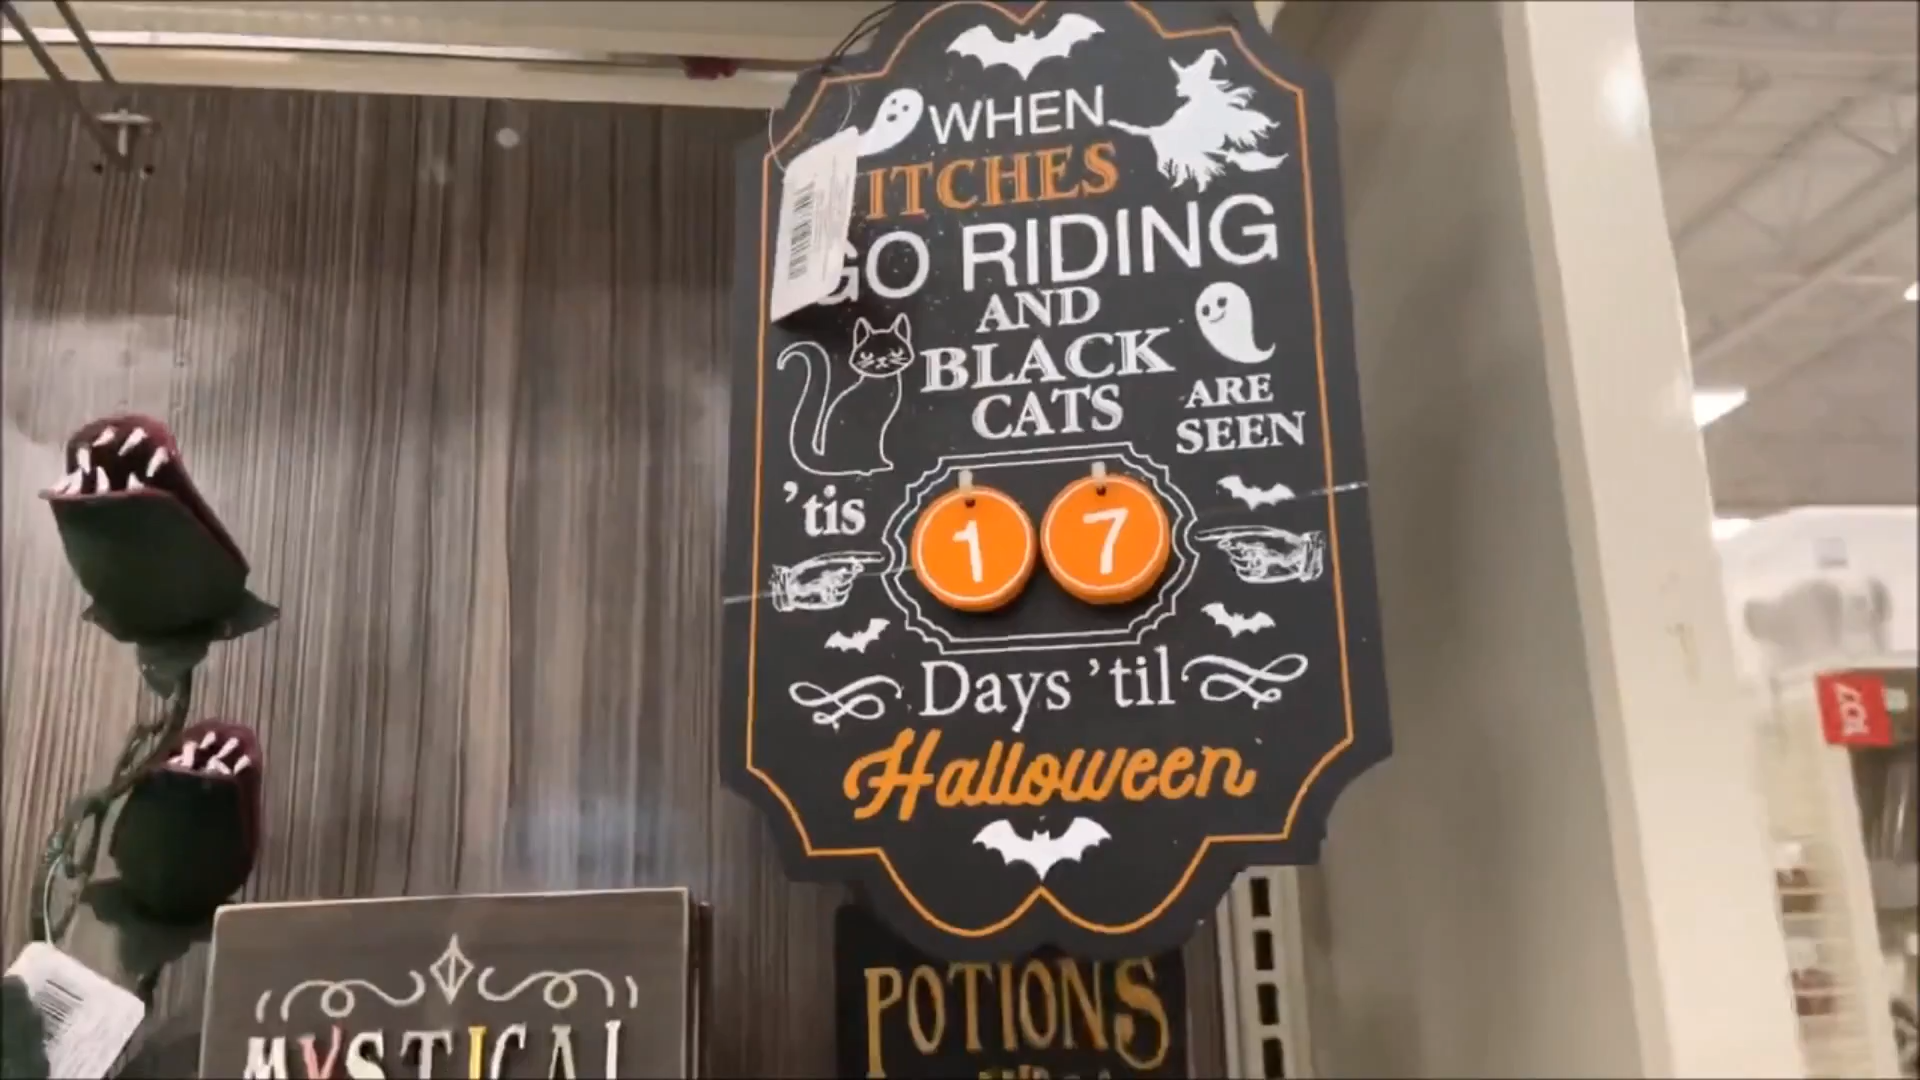 WHEN
ITCHES
GO RIDING
AND
BLACK
CATS
ARE
SEEN
'tis
1 7
Days 'til
Halloween
MYSTICAL
POTIONS